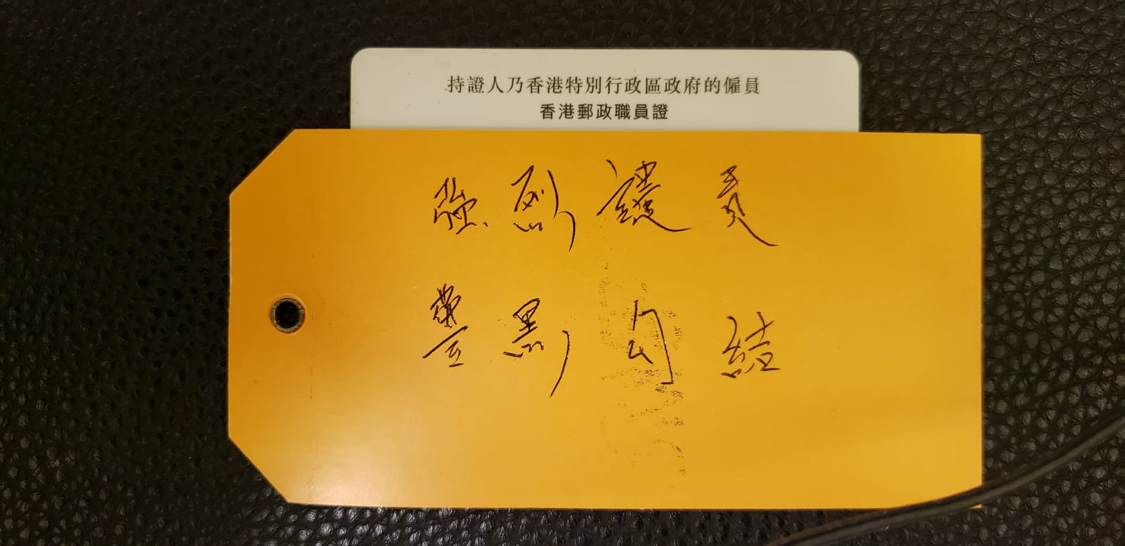 持證人乃香港特別行政區政府的僱員
香港郵政職員證
強烈譴責
警黑勾結